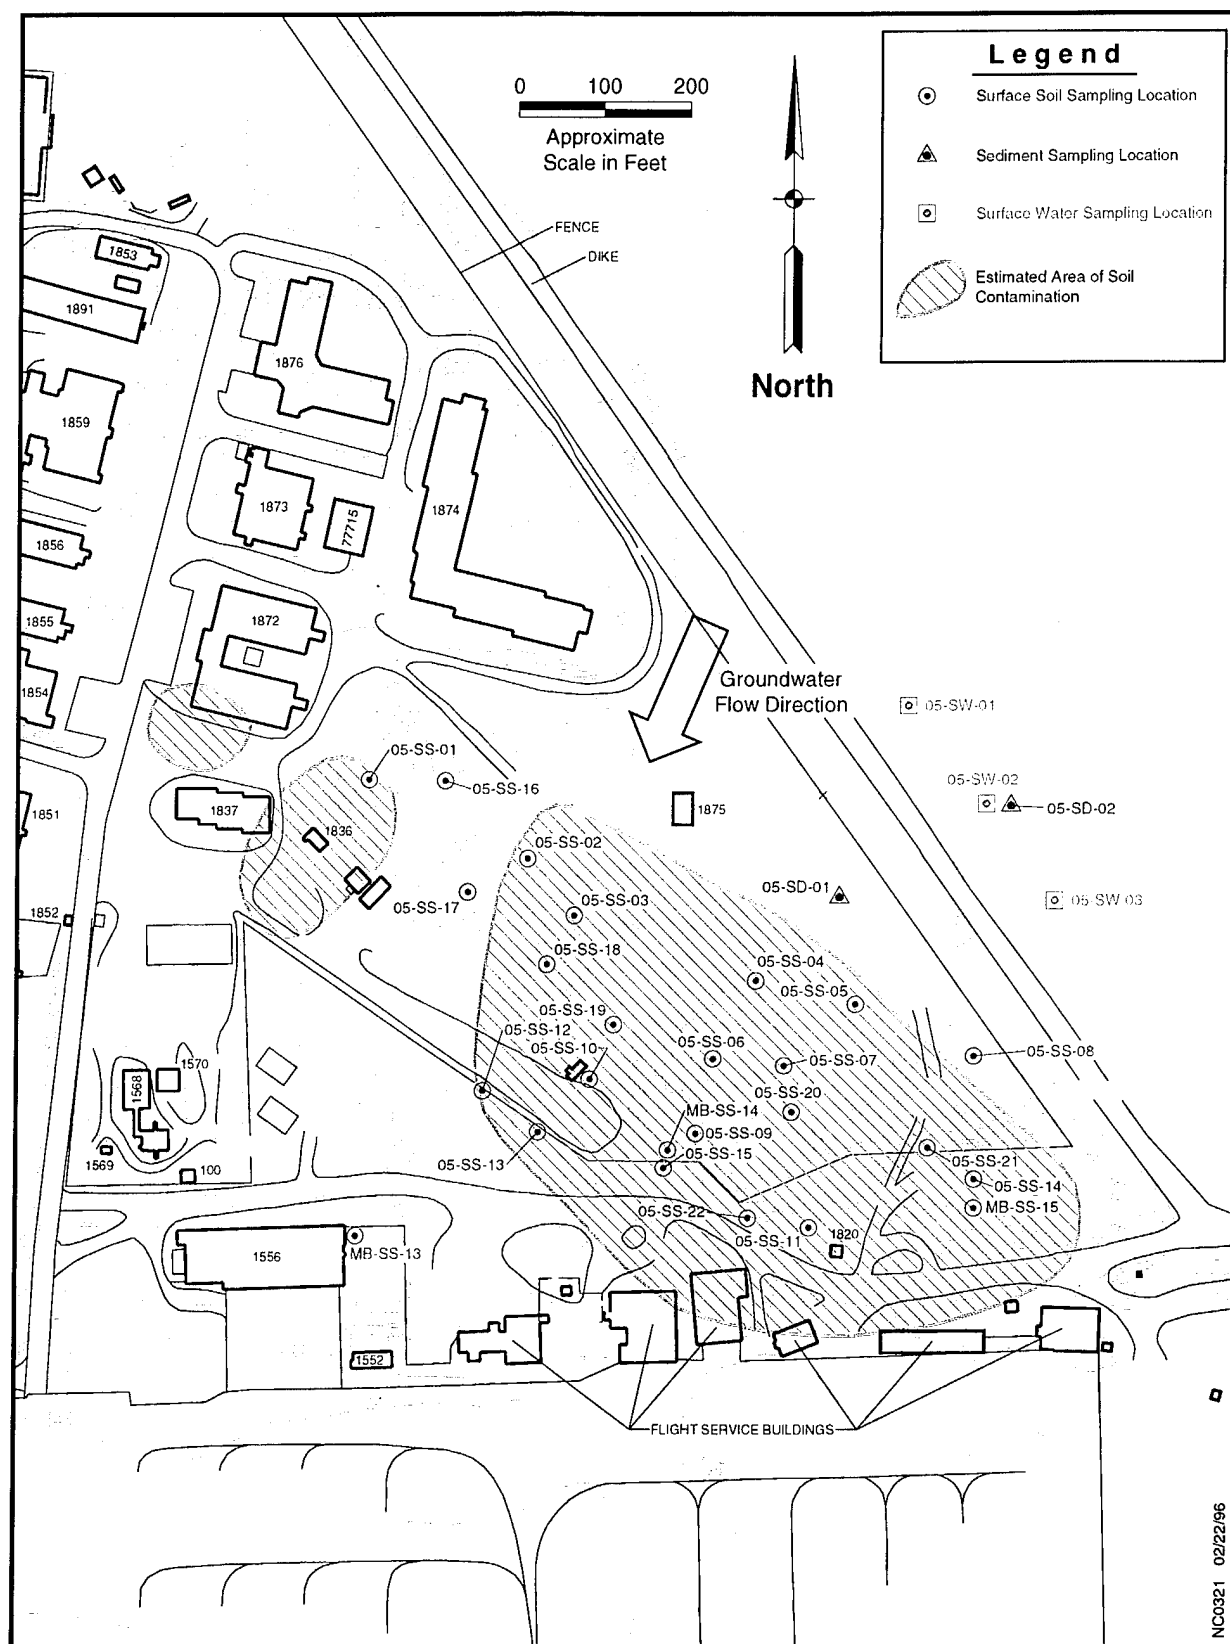 Legend
Surface Soil Sampling Location
Sediment Sampling Location
Surface Water Sampling Location
Estimated Area of Soil
Contamination
0 100 200
Approximate
Scale in Feet
North
FENCE
DIKE
1853
1891
1876
1859
1873
77715
1874
1856
1855
1872
1854
Groundwater
Flow Direction
05-SW-01
05-SS-01
05-SS-16
05-SW-02
05-SD-02
1851
1837
1836
1875
05-SS-02
05-SD-01
05-SW-03
05-SS-17
05-SS-03
1852
05-SS-18
05-SS-04
05-SS-05
05-SS-19
05-SS-12
05-SS-10
05-SS-06
05-SS-07
05-SS-08
1570
1568
05-SS-20
MB-SS-14
05-SS-09
05-SS-15
05-SS-13
05-SS-21
1569
100
05-SS-14
MB-SS-15
05-SS-22
05-SS-11
1820
1556
MB-SS-13
1552
FLIGHT SERVICE BUILDINGS
NC0321 02/22/96